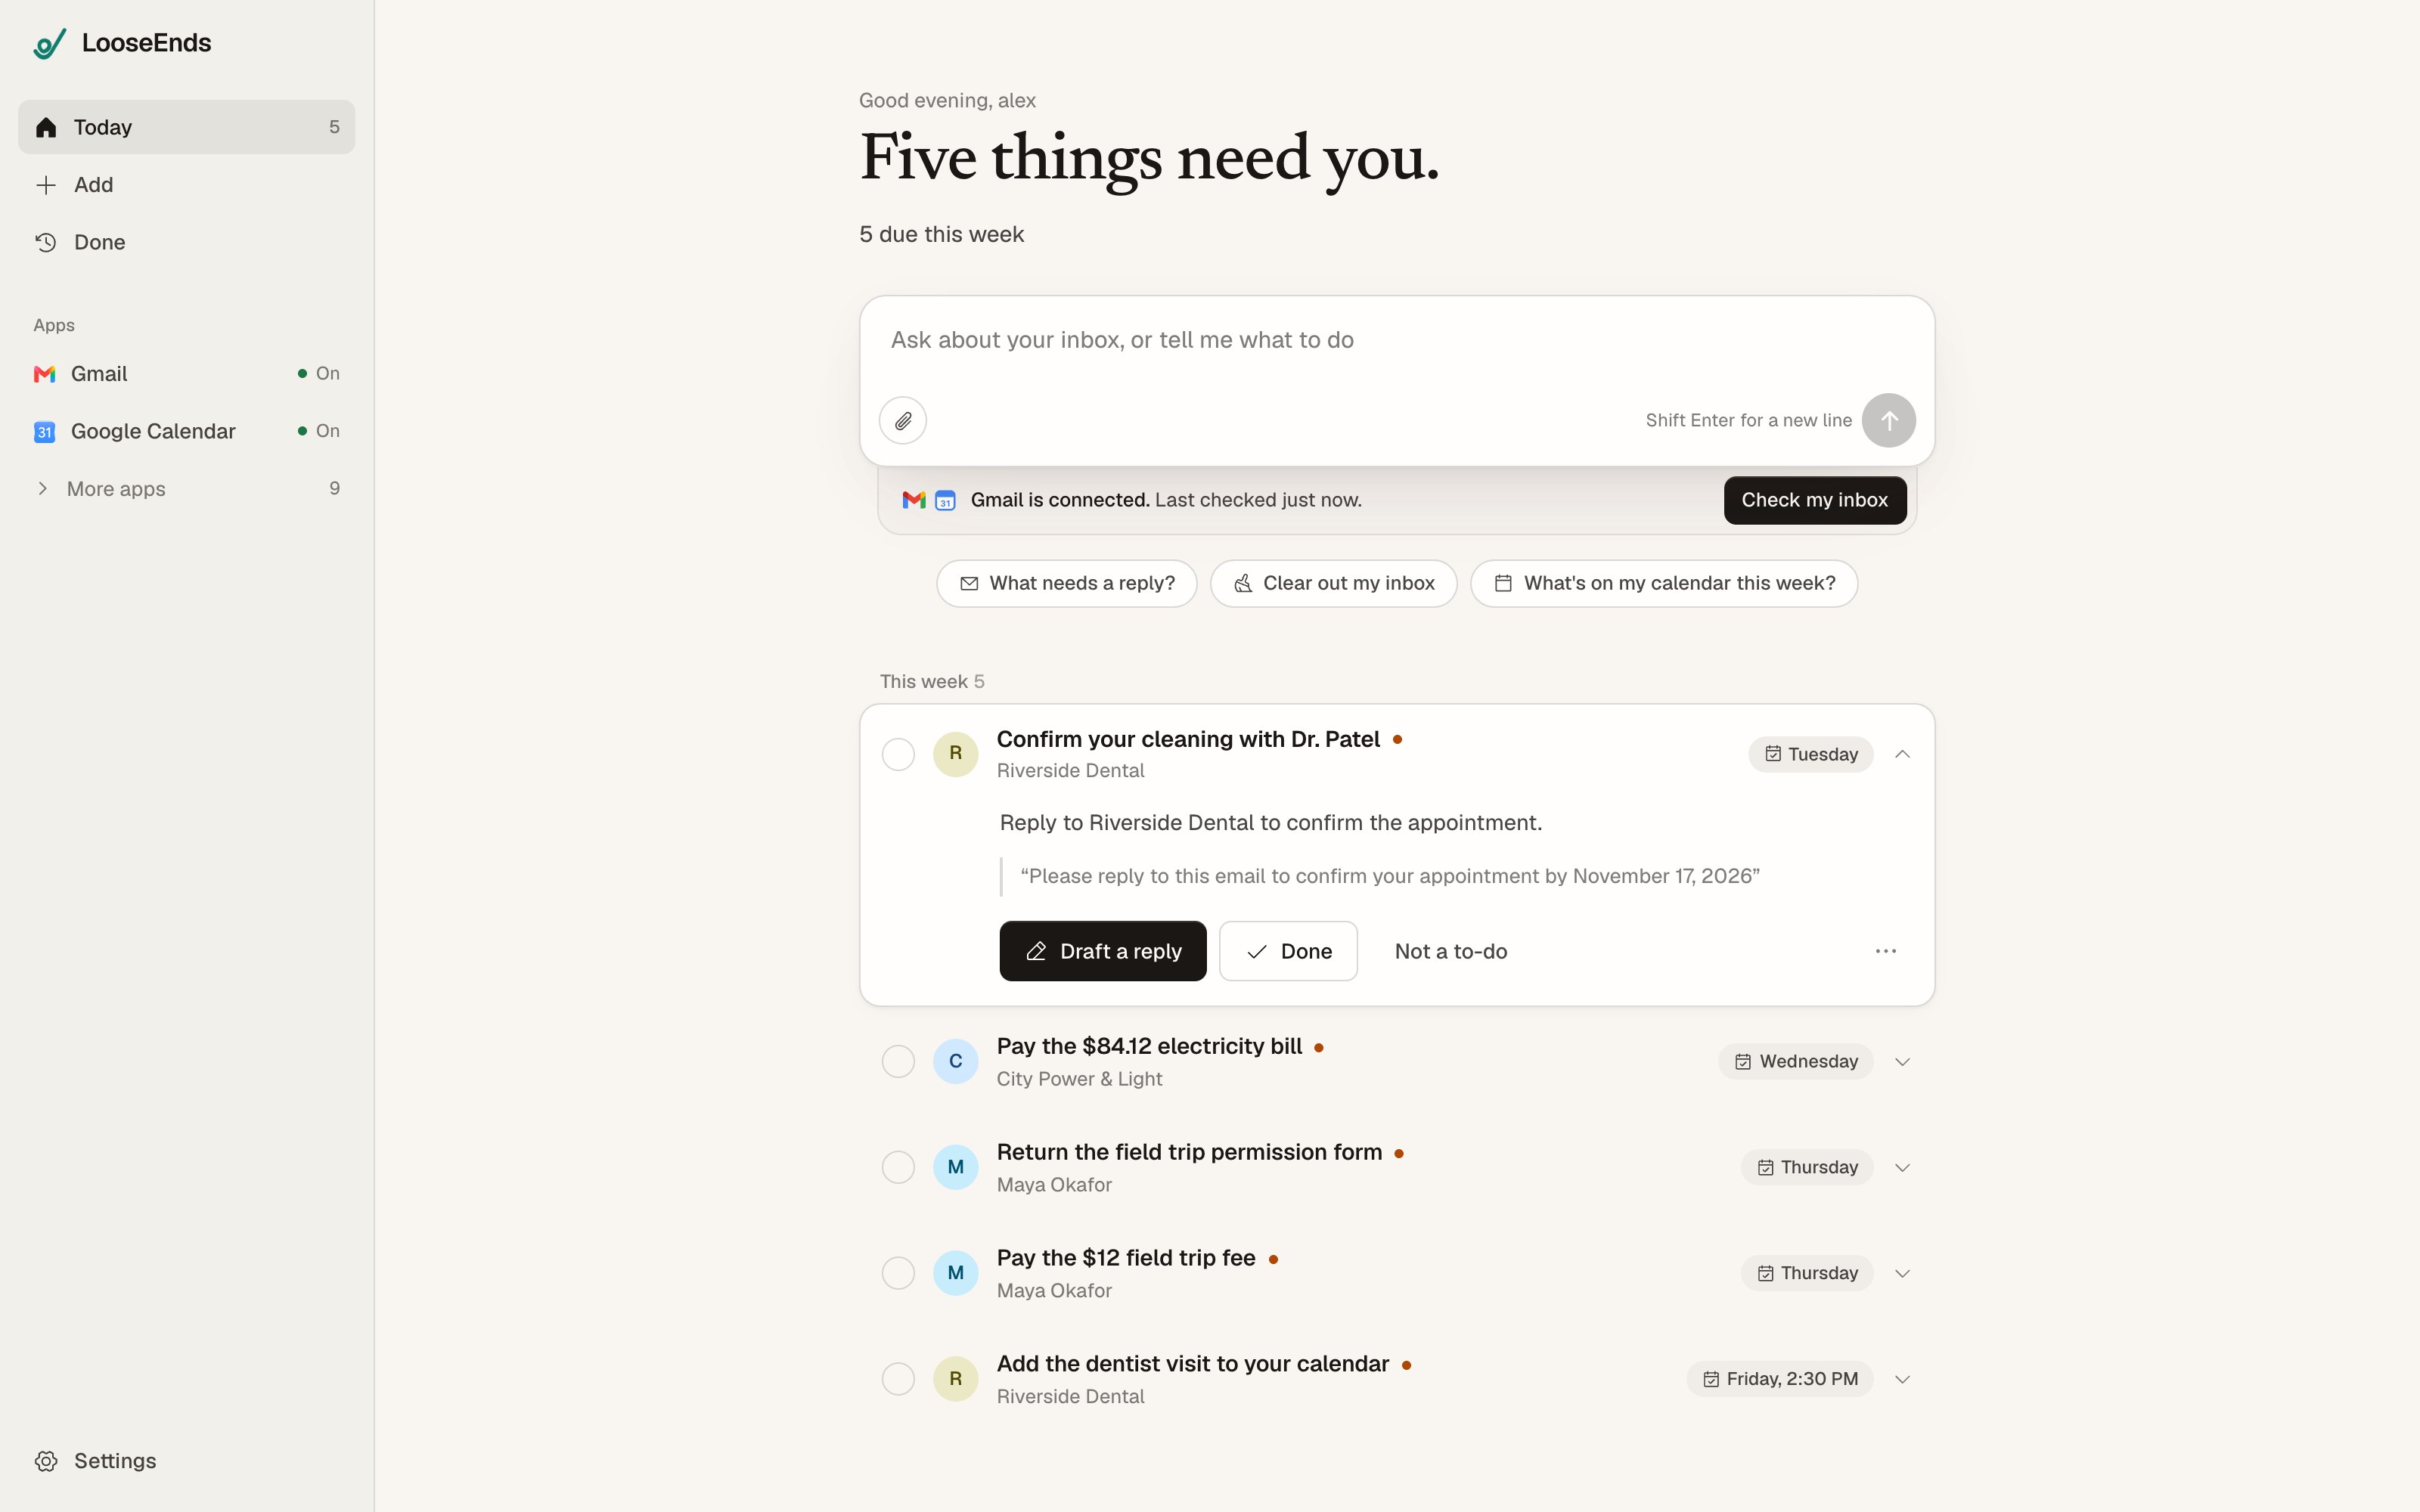 LooseEnds
Today 5
Add
Done
Apps
Gmail On
31 Google Calendar On
More apps 9
Settings
Good evening, alex
Five things need you.
5 due this week
Ask about your inbox, or tell me what to do
Shift Enter for a new line
31 Gmail is connected. Last checked just now. Check my inbox
What needs a reply? Clear out my inbox What's on my calendar this week?
This week 5
R Confirm your cleaning with Dr. Patel Tuesday
Riverside Dental
Reply to Riverside Dental to confirm the appointment.
“Please reply to this email to confirm your appointment by November 17, 2026”
Draft a reply Done Not a to-do
C Pay the $84.12 electricity bill Wednesday
City Power & Light
M Return the field trip permission form Thursday
Maya Okafor
M Pay the $12 field trip fee Thursday
Maya Okafor
R Add the dentist visit to your calendar Friday, 2:30 PM
Riverside Dental